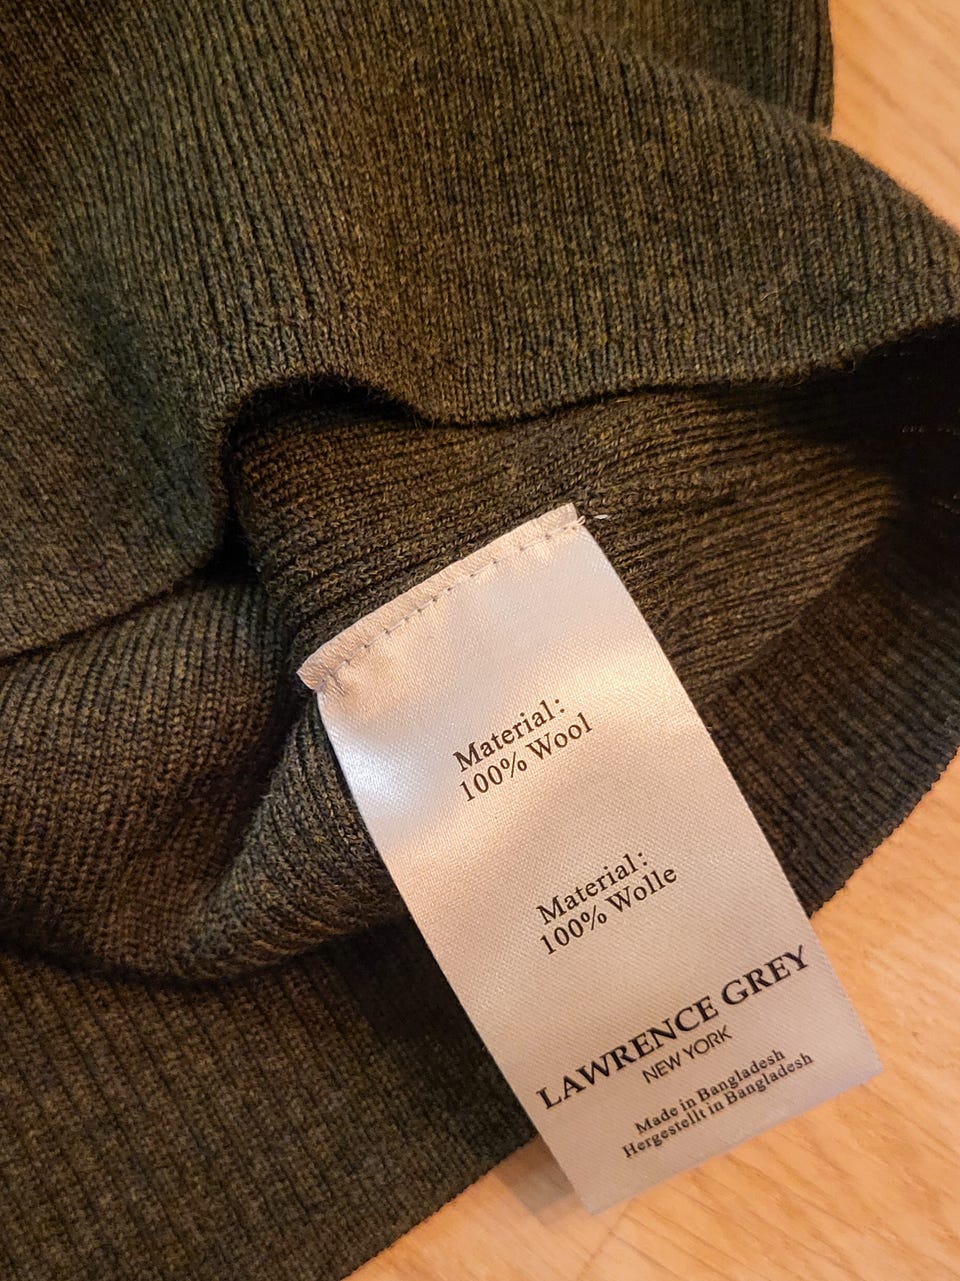 Material:
100% Wool
Material:
100% Wolle
LAWRENCE GREY
NEW YORK
Made in Bangladesh
Hergestellt in Bangladesh